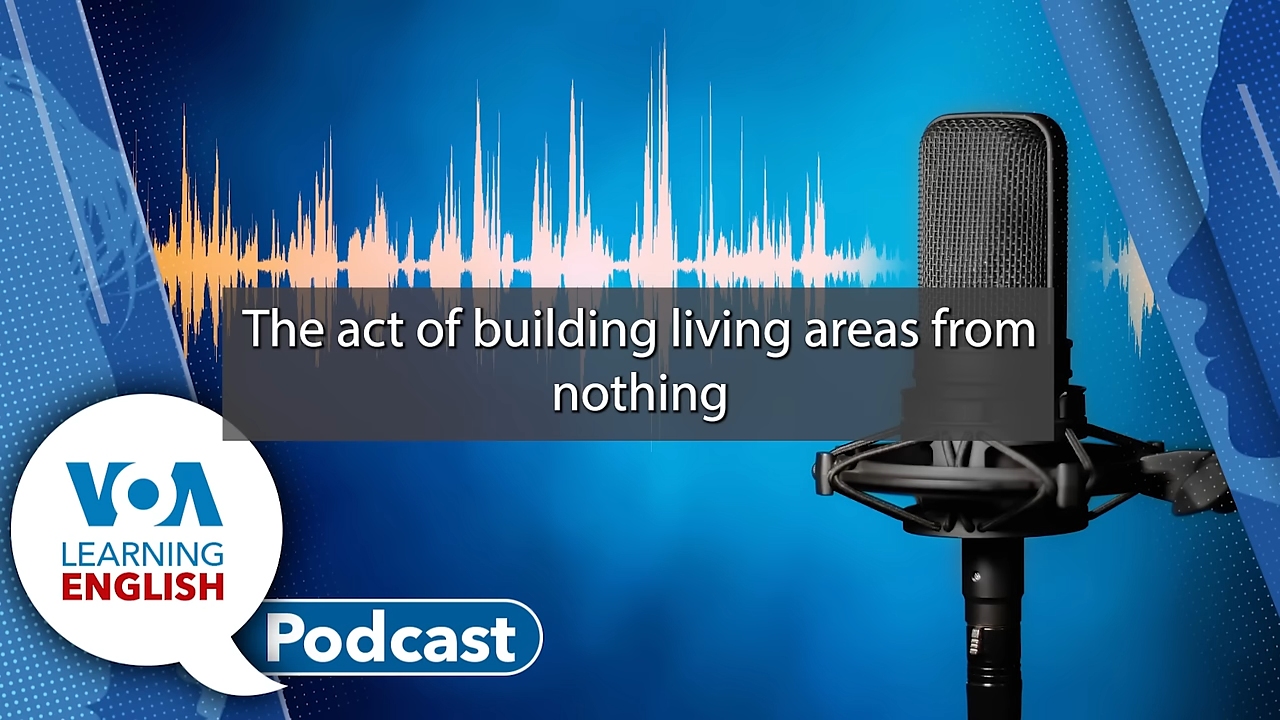 The act of building living areas from
nothing
VOA
LEARNING
ENGLISH
Podcast